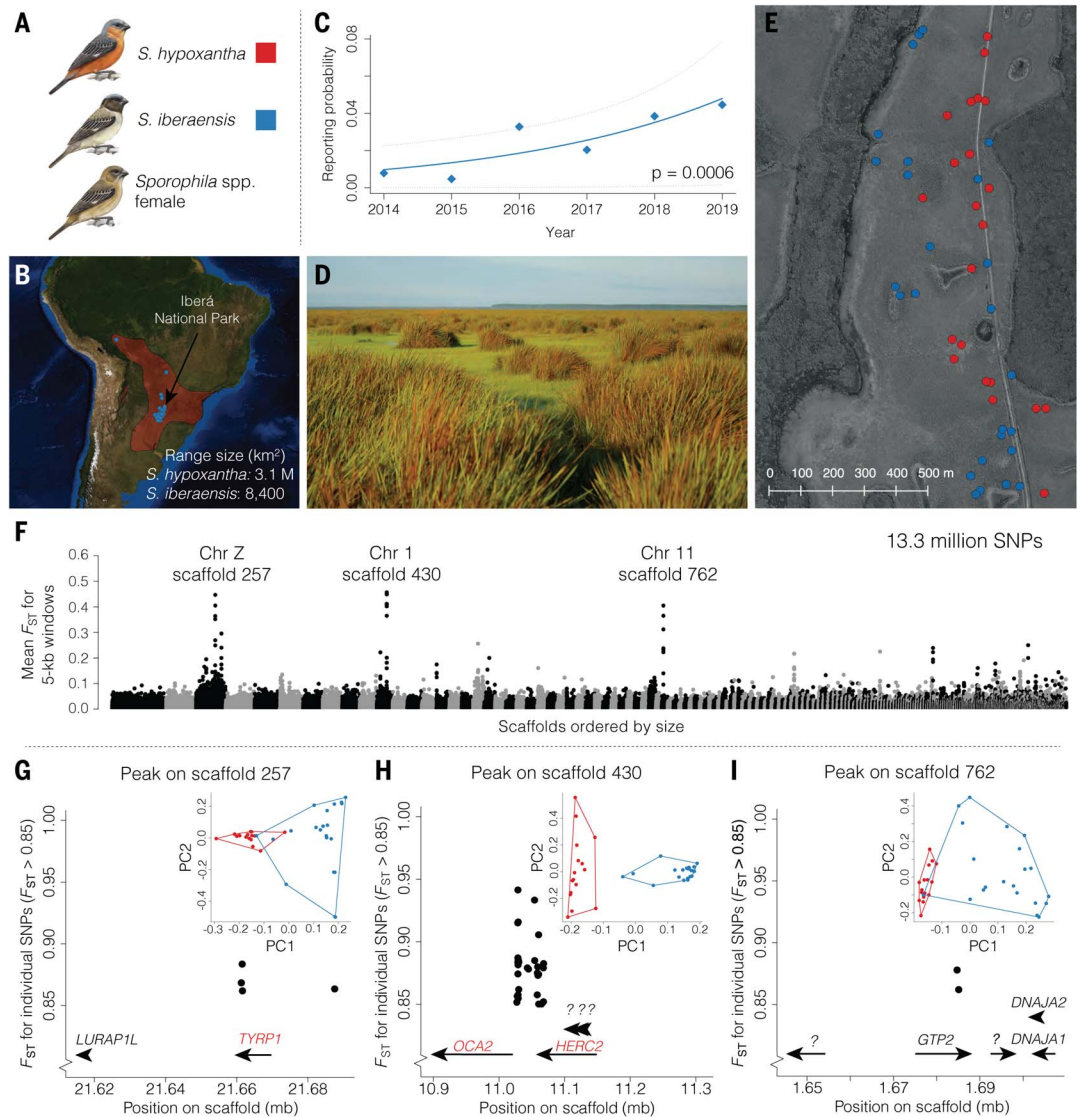 A
S. hypoxantha
S. iberaensis
Sporophila spp.
female
B
Iberá
National Park
Range size (km²)
S. hypoxantha: 3.1 M
S. iberaensis: 8,400
C
Reporting probability
0.08
0.04
0.00
p = 0.0006
2014 2015 2016 2017 2018 2019
Year
D
E
0 100 200 300 400 500 m
F
13.3 million SNPs
Chr Z
scaffold 257
Chr 1
scaffold 430
Chr 11
scaffold 762
Mean FST for
5-kb windows
0.6
0.5
0.4
0.3
0.2
0.1
0.0
Scaffolds ordered by size
G
Peak on scaffold 257
FST for individual SNPs (FST > 0.85)
1.00
0.95
0.90
0.85
PC2
0.2
0.0
-0.2
-0.4
-0.3 -0.2 -0.1 0.0 0.1 0.2
PC1
LURAP1L
TYRP1
21.62 21.64 21.66 21.68
Position on scaffold (mb)
H
Peak on scaffold 430
FST for individual SNPs (FST > 0.85)
1.00
0.95
0.90
0.85
PC2
0.4
0.2
0.0
-0.2
-0.2 -0.1 0.0 0.1 0.2
PC1
? ??
OCA2
HERC2
10.9 11.0 11.1 11.2 11.3
Position on scaffold (mb)
I
Peak on scaffold 762
FST for individual SNPs (FST > 0.85)
1.00
0.95
0.90
0.85
PC2
0.4
0.2
0.0
-0.2
-0.2 -0.1 0.0 0.1 0.2
PC1
DNAJA2
?
GTP2
?
DNAJA1
1.65 1.67 1.69
Position on scaffold (mb)